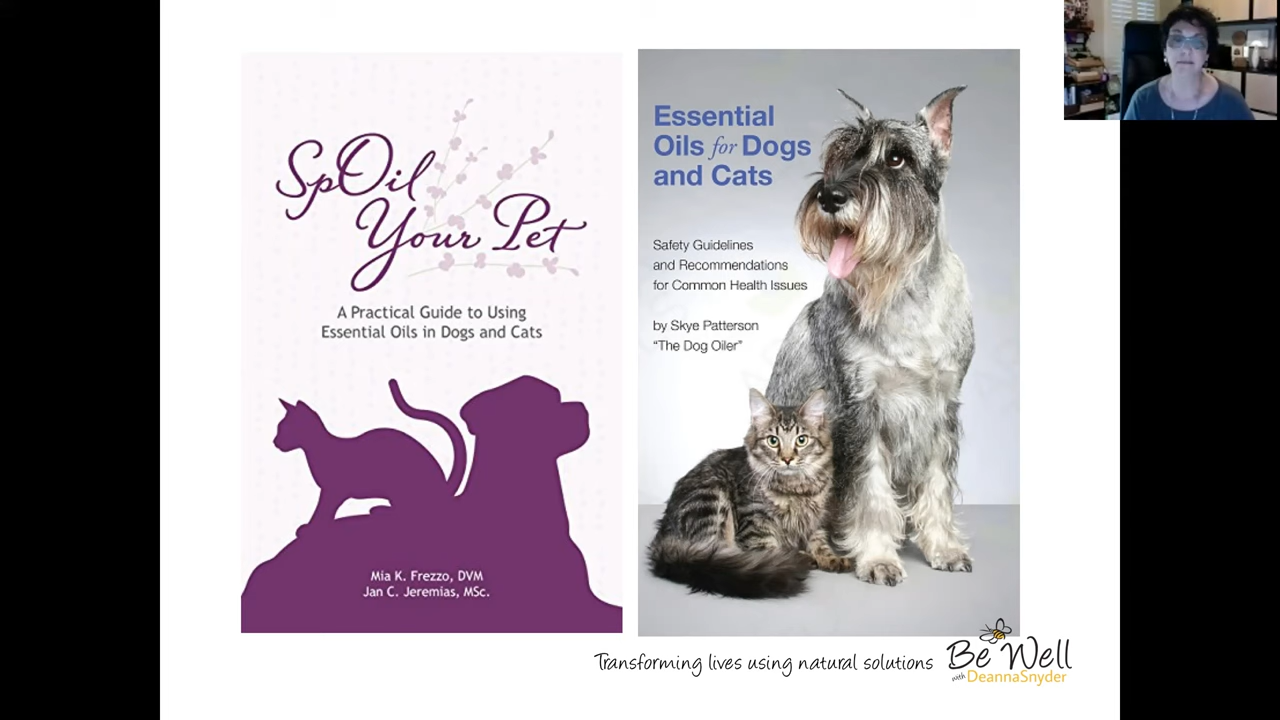 SpOil
Your Pet
A Practical Guide to Using
Essential Oils in Dogs and Cats
Mia K. Frezzo, DVM
Jan C. Jeremias, MSc.
Essential
Oils for Dogs
and Cats
Safety Guidelines
and Recommendations
for Common Health Issues
by Skye Patterson
"The Dog Oiler"
Transforming lives using natural solutions
Be Well
with DeannaSnyder